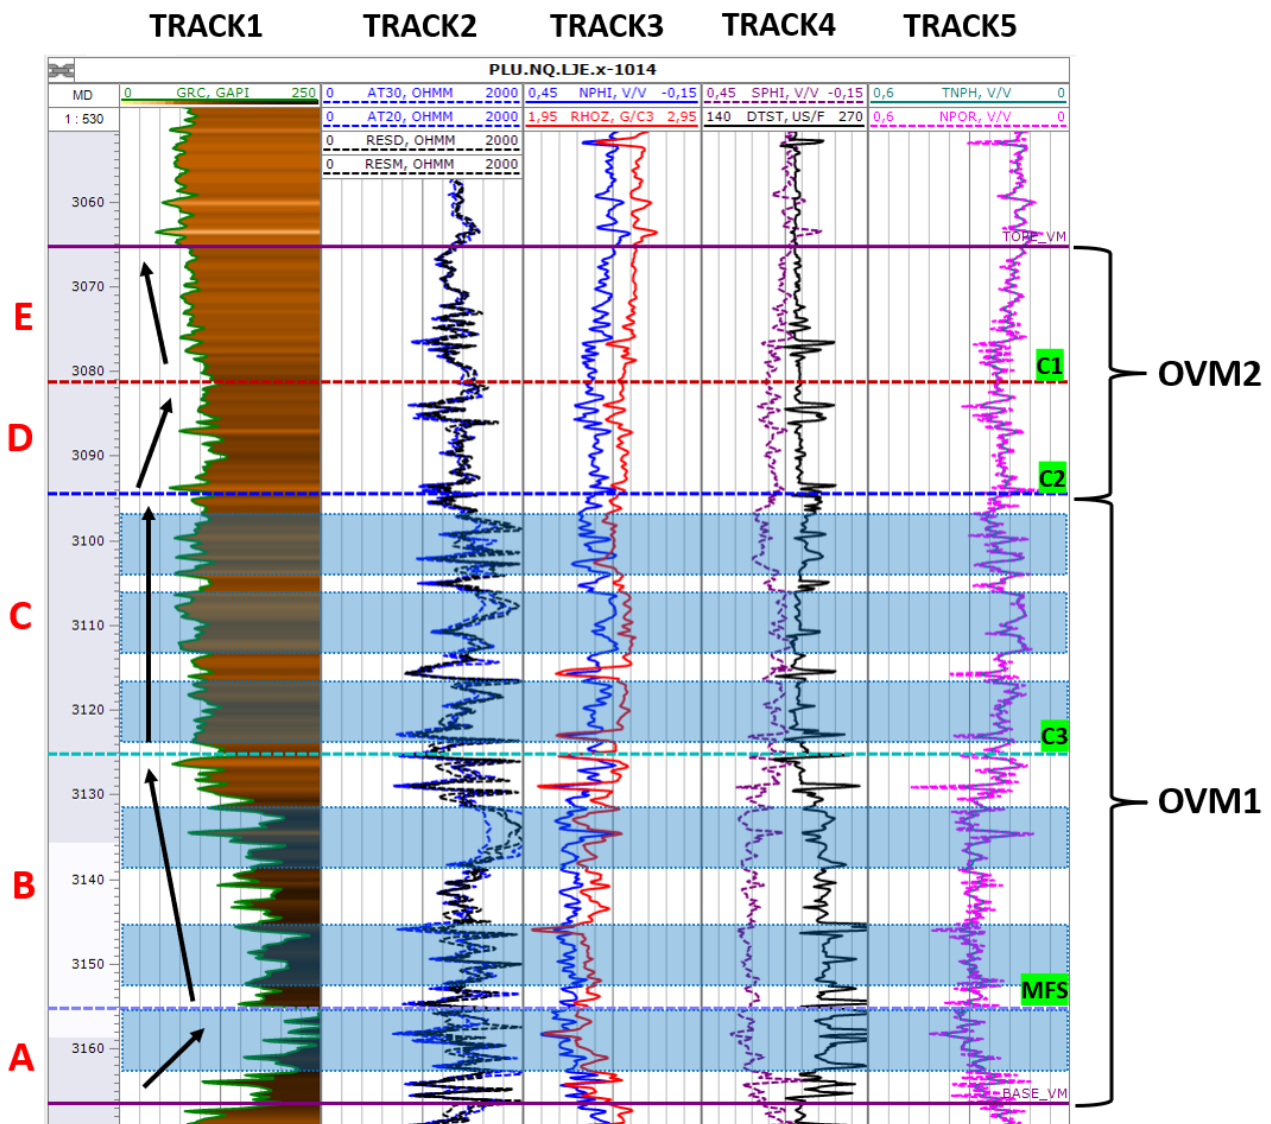 TRACK1 TRACK2 TRACK3 TRACK4 TRACK5
PLU.NQ.LJE.x-1014
MD 0 GRC, GAPI 250 0 AT30, OHMM 2000 0,45 NPHI, V/V -0,15 0,45 SPHI, V/V -0,15 0,6 TNPH, V/V 0
1 : 530 0 AT20, OHMM 2000 1,95 RHOZ, G/C3 2,95 140 DTST, US/F 270 0,6 NPOR, V/V 0
0 RESD, OHMM 2000
0 RESM, OHMM 2000
3060
TOPE_VM
3070
E
3080
C1
OVM2
D
3090
C2
3100
3110
C
3120
C3
3130
OVM1
3140
B
3150
MFS
3160
A
BASE_VM